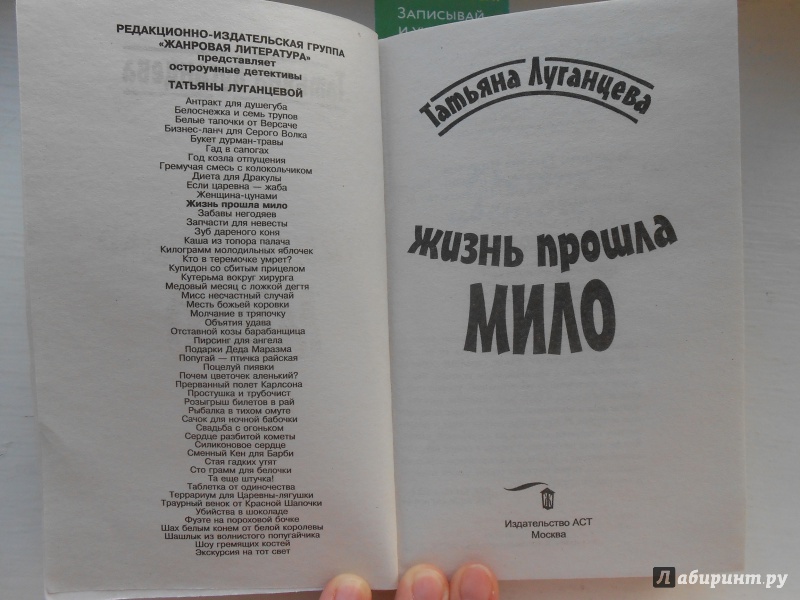 РЕДАКЦИОННО-ИЗДАТЕЛЬСКАЯ ГРУППА
«ЖАНРОВАЯ ЛИТЕРАТУРА»
представляет
остроумные детективы
ТАТЬЯНЫ ЛУГАНЦЕВОЙ
Антракт для душегуба
Белоснежка и семь трупов
Белые тапочки от Версаче
Бизнес-ланч для Серого Волка
Букет дурман-травы
Гад в сапогах
Год козла отпущения
Гремучая смесь с колокольчиком
Диета для Дракулы
Если царевна — жаба
Женщина-цунами
Жизнь прошла мило
Забавы негодяев
Запчасти для невесты
Зуб дареного коня
Каша из топора палача
Килограмм молодильных яблочек
Кто в теремочке умрет?
Купидон со сбитым прицелом
Кутерьма вокруг хирурга
Медовый месяц с ложкой дегтя
Мисс несчастный случай
Месть божьей коровки
Молчание в тряпочку
Объятия удава
Отставной козы барабанщица
Пирсинг для ангела
Подарки Деда Маразма
Попугай — птичка райская
Поцелуй пиявки
Почем цветочек аленький?
Прерванный полет Карлсона
Простушка и трубочист
Розыгрыш билетов в рай
Рыбалка в тихом омуте
Сачок для ночной бабочки
Свадьба с огоньком
Сердце разбитой кометы
Силиконовое сердце
Сменный Кен для Барби
Стая гадких утят
Сто грамм для белочки
Та еще штучка!
Таблетка от одиночества
Террариум для Царевны-лягушки
Траурный венок от Красной Шапочки
Убийства в шоколаде
Фуэте на пороховой бочке
Шах белым конем от белой королевы
Шашлык из волнистого попугайчика
Шоу гремящих костей
Экскурсия на тот свет
ЗАПИСЫВАЙ
Татьяна Луганцева
жизнь прошла
МИЛО
Издательство АСТ
Москва
Лабиринт.ру